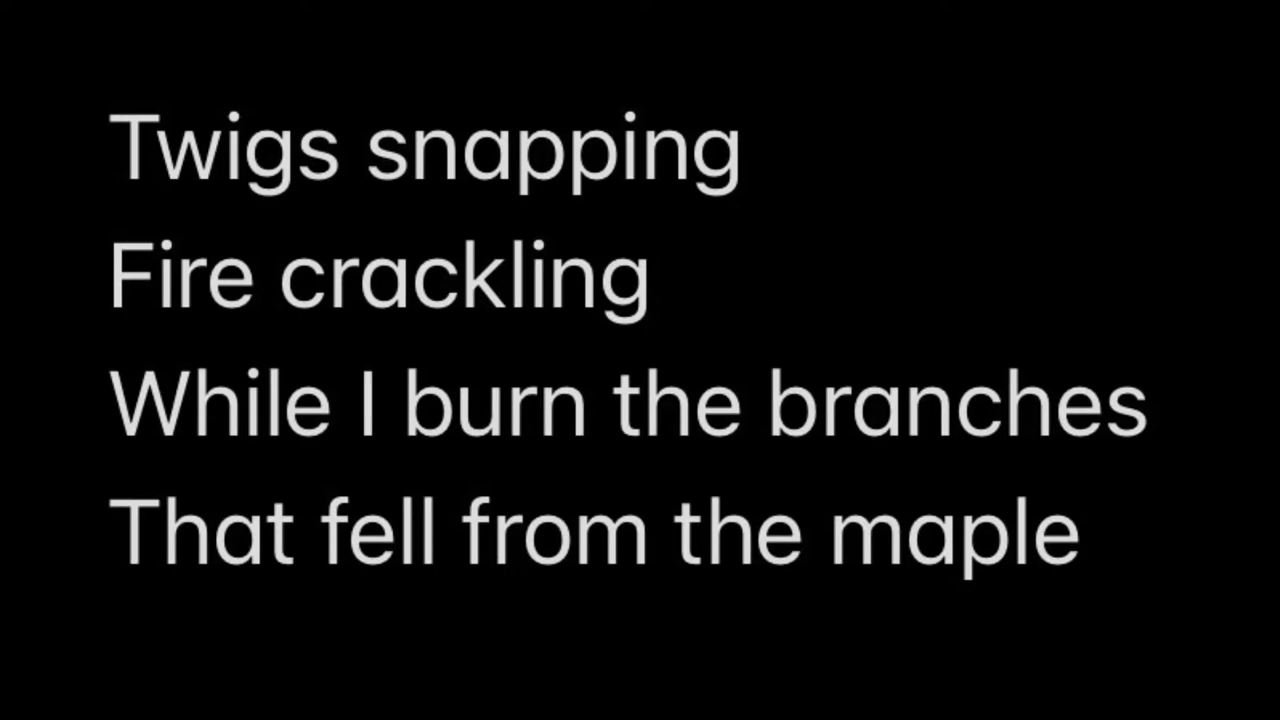 Twigs snapping
Fire crackling
While I burn the branches
That fell from the maple